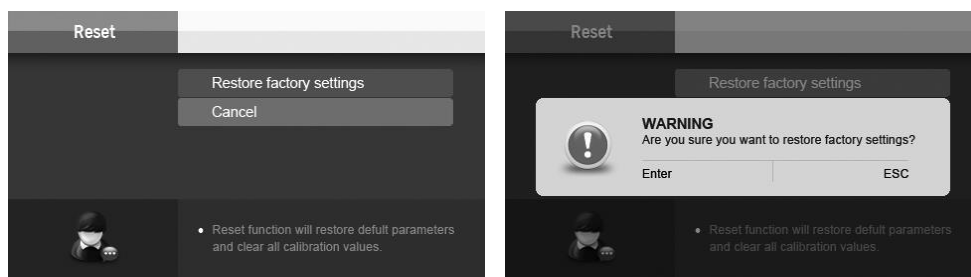 Reset
Restore factory settings
Cancel
• Reset function will restore defult parameters
and clear all calibration values.
Reset
Restore factory settings
WARNING
Are you sure you want to restore factory settings?
Enter ESC
• Reset function will restore defult parameters
and clear all calibration values.